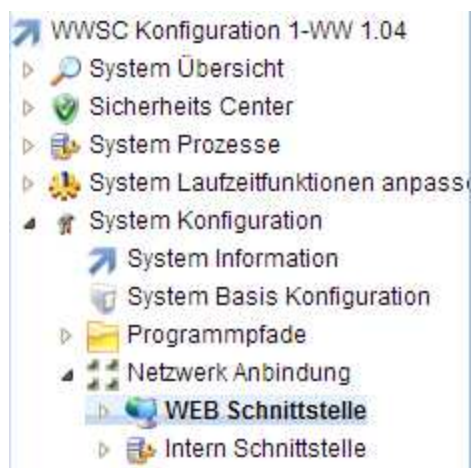 WWSC Konfiguration 1-WW 1.04
System Übersicht
Sicherheits Center
System Prozesse
System Laufzeitfunktionen anpasse
System Konfiguration
System Information
System Basis Konfiguration
Programmpfade
Netzwerk Anbindung
WEB Schnittstelle
Intern Schnittstelle